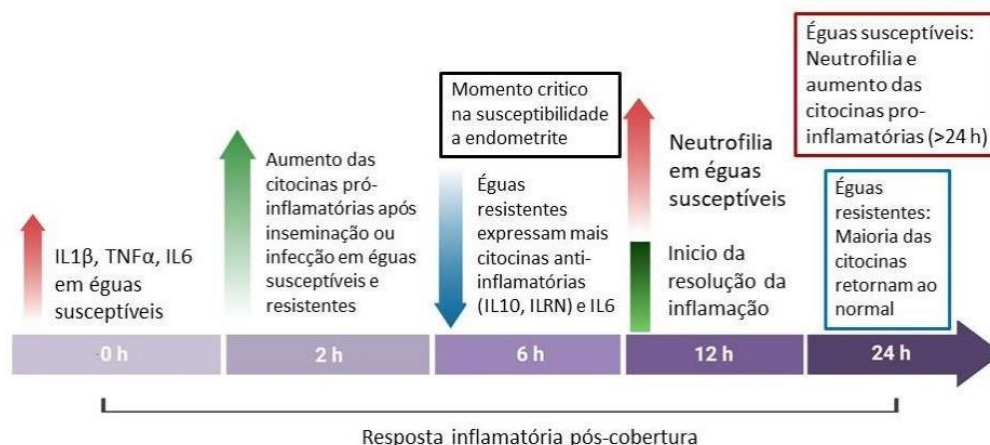 IL1β, TNFα, IL6
em éguas
susceptíveis
Aumento das
citocinas pró-
inflamatórias após
inseminação ou
infecção em éguas
susceptíveis e
resistentes
Momento critico
na susceptibilidade
a endometrite
Éguas
resistentes
expressam mais
citocinas anti-
inflamatórias
(IL10, ILRN) e IL6
Neutrofilia
em éguas
susceptíveis
Inicio da
resolução da
inflamação
Éguas susceptíveis:
Neutrofilia e
aumento das
citocinas pro-
inflamatórias (>24 h)
Éguas
resistentes:
Maioria das
citocinas
retornam ao
normal
0 h
2 h
6 h
12 h
24 h
Resposta inflamatória pós-cobertura